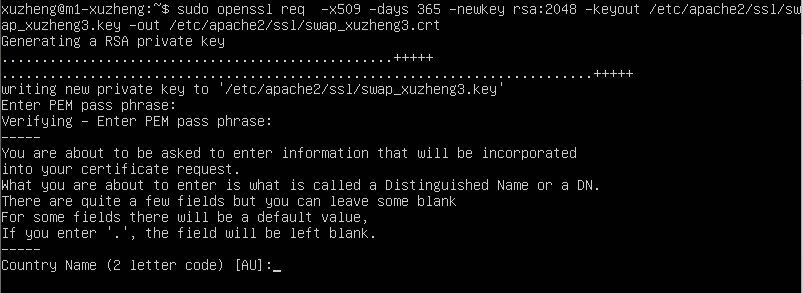 xuzheng@m1-xuzheng:~$ sudo openssl req  -x509 -days 365 -newkey rsa:2048 -keyout /etc/apache2/ssl/sw
ap_xuzheng3.key -out /etc/apache2/ssl/swap_xuzheng3.crt
Generating a RSA private key
.................................................+++++
..........................................................................+++++
writing new private key to '/etc/apache2/ssl/swap_xuzheng3.key'
Enter PEM pass phrase:
Verifying - Enter PEM pass phrase:
-----
You are about to be asked to enter information that will be incorporated
into your certificate request.
What you are about to enter is what is called a Distinguished Name or a DN.
There are quite a few fields but you can leave some blank
For some fields there will be a default value,
If you enter '.', the field will be left blank.
-----
Country Name (2 letter code) [AU]:_